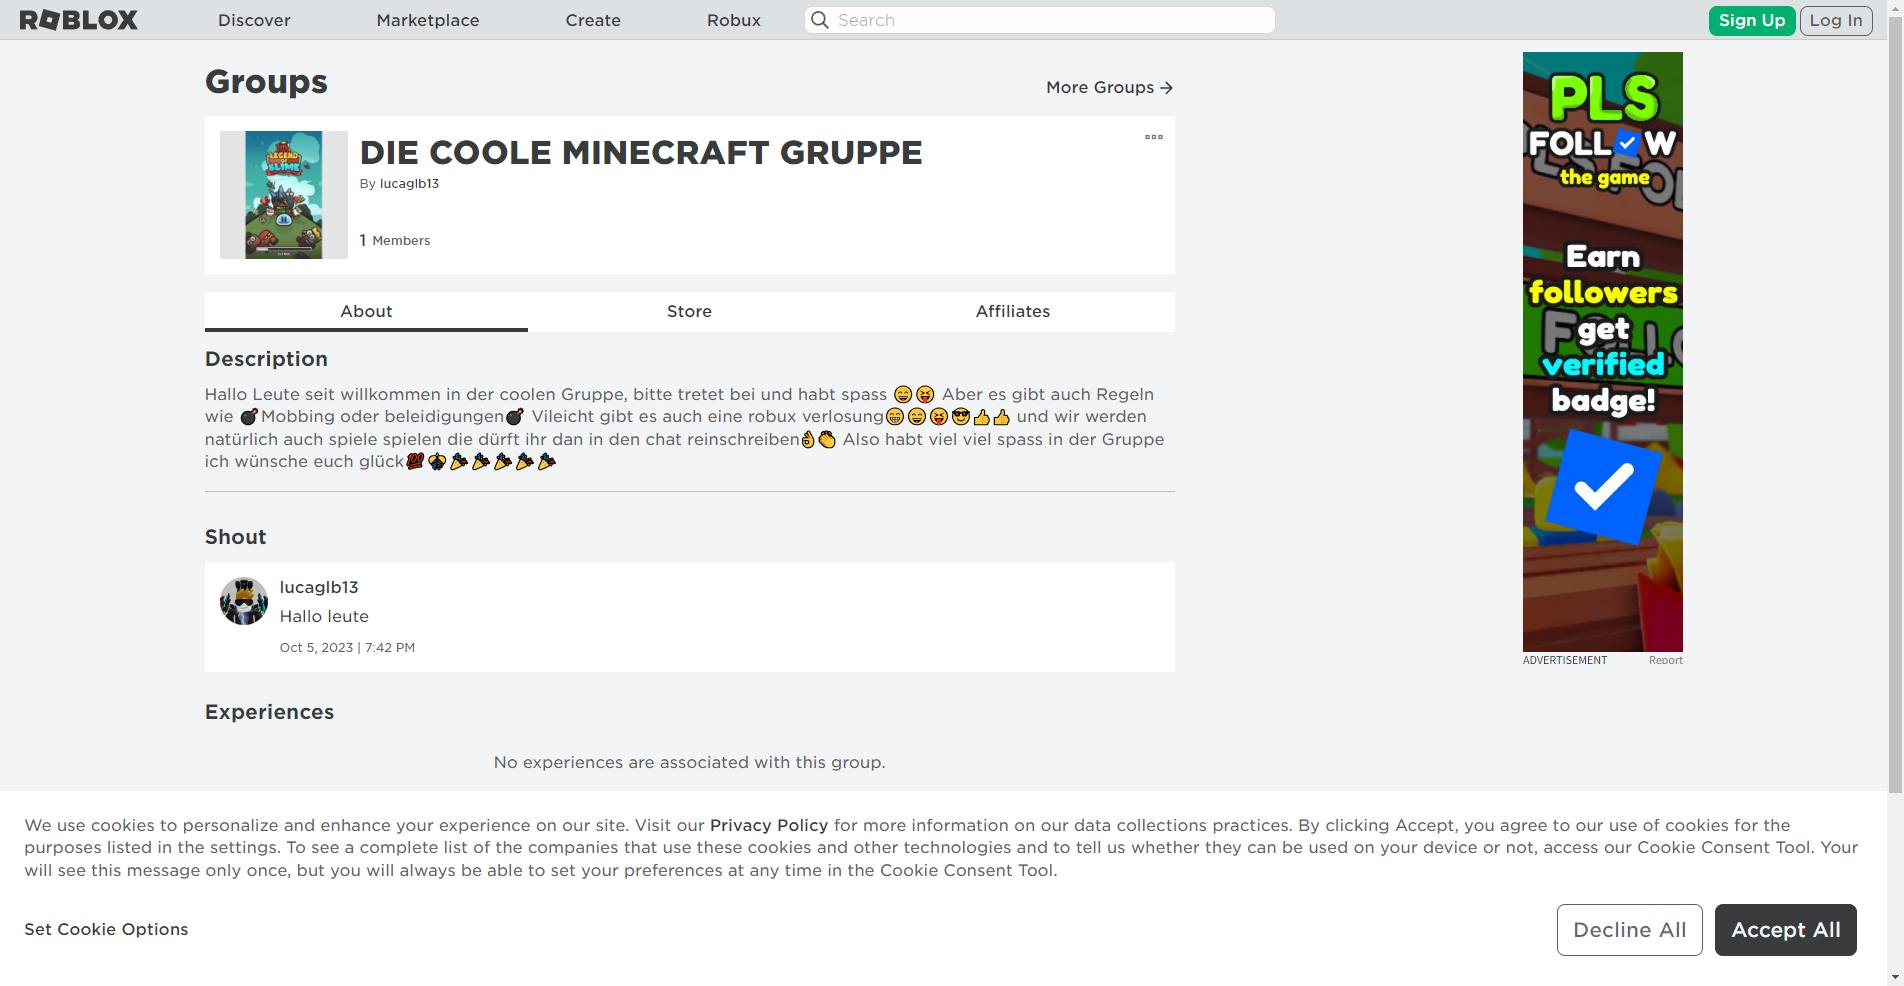 ROBLOX Discover Marketplace Create Robux Search Sign Up Log In
Groups
More Groups →
LEGEND OF SLIME
DIE COOLE MINECRAFT GRUPPE
By lucaglb13
1 Members
About Store Affiliates
Description
Hallo Leute seit willkommen in der coolen Gruppe, bitte tretet bei und habt spass 😄😝 Aber es gibt auch Regeln
wie 💣Mobbing oder beleidigungen💣 Vileicht gibt es auch eine robux verlosung😁😄😝😎👍👍 und wir werden
natürlich auch spiele spielen die dürft ihr dan in den chat reinschreiben👌👏 Also habt viel viel spass in der Gruppe
ich wünsche euch glück💯🎊🎉🎉🎉🎉🎉
Shout
lucaglb13
Hallo leute
Oct 5, 2023 | 7:42 PM
Experiences
No experiences are associated with this group.
PLS
FOLLOW
the game
Earn
followers
get
verified
badge!
ADVERTISEMENT Report
We use cookies to personalize and enhance your experience on our site. Visit our Privacy Policy for more information on our data collections practices. By clicking Accept, you agree to our use of cookies for the
purposes listed in the settings. To see a complete list of the companies that use these cookies and other technologies and to tell us whether they can be used on your device or not, access our Cookie Consent Tool. Your
will see this message only once, but you will always be able to set your preferences at any time in the Cookie Consent Tool.
Set Cookie Options
Decline All Accept All